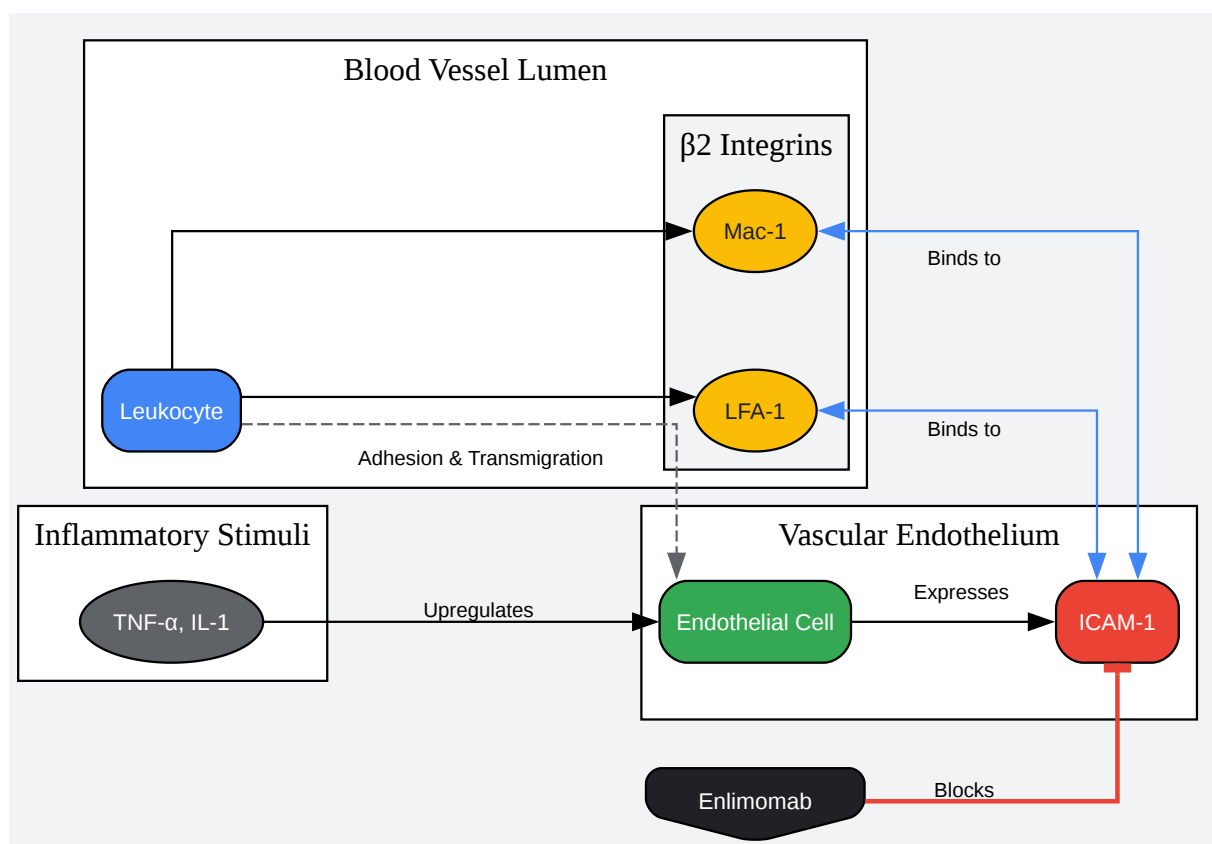 Blood Vessel Lumen
β2 Integrins
Mac-1
Binds to
Leukocyte
LFA-1
Binds to
Adhesion & Transmigration
Inflammatory Stimuli
Vascular Endothelium
TNF-α, IL-1
Upregulates
Endothelial Cell
Expresses
ICAM-1
Enlimomab
Blocks